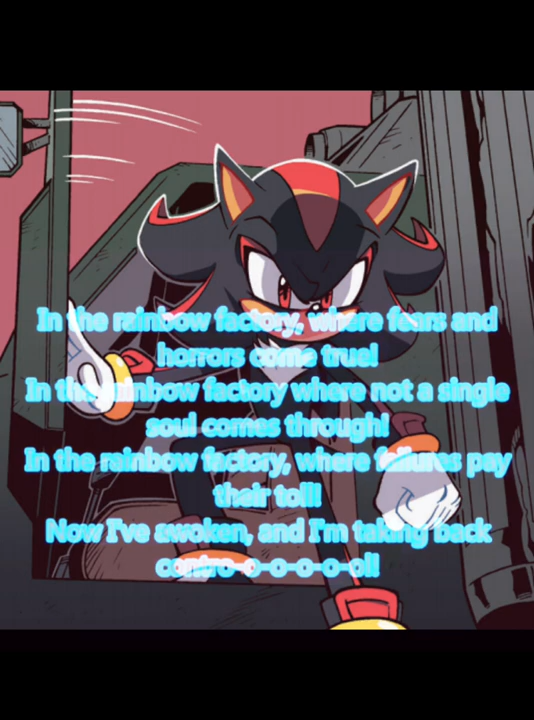 In the rainbow factory, where fears and
horrors come true!
In the rainbow factory where not a single
soul comes through!
In the rainbow factory, where failures pay
their toll!
Now I've awoken, and I'm taking back
contro-o-o-o-o-ol!